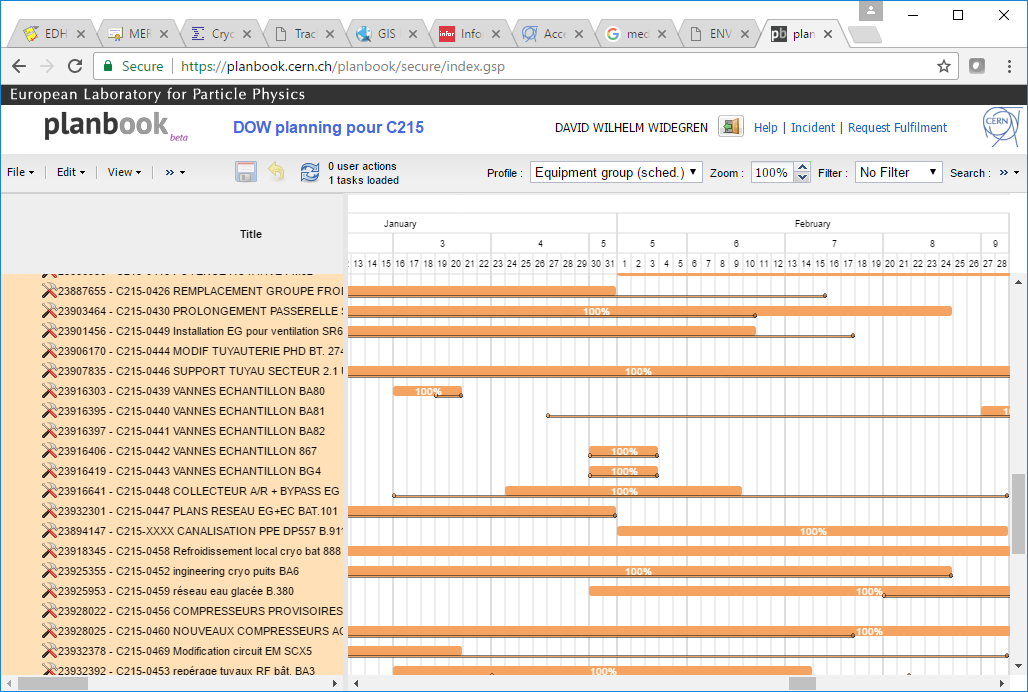 EDH MEF Cryc Trac GIS Info Acce med ENV plan
Secure https://planbook.cern.ch/planbook/secure/index.gsp
European Laboratory for Particle Physics
planbook beta DOW planning pour C215 DAVID WILHELM WIDEGREN Help | Incident | Request Fulfilment CERN
File Edit View » 0 user actions Profile : Equipment group (sched.) Zoom : 100% Filter : No Filter Search : »
1 tasks loaded
January February
Title
3 4 5 5 6 7 8 9
13 14 15 16 17 18 19 20 21 22 23 24 25 26 27 28 29 30 31 1 2 3 4 5 6 7 8 9 10 11 12 13 14 15 16 17 18 19 20 21 22 23 24 25 26 27 28
23887655 - C215-0426 REMPLACEMENT GROUPE FROI
23903464 - C215-0430 PROLONGEMENT PASSERELLE 100%
23901456 - C215-0449 Installation EG pour ventilation SR6
23906170 - C215-0444 MODIF TUYAUTERIE PHD BT. 274
23907835 - C215-0446 SUPPORT TUYAU SECTEUR 2.1 100%
23916303 - C215-0439 VANNES ECHANTILLON BA80 100%
23916395 - C215-0440 VANNES ECHANTILLON BA81
23916397 - C215-0441 VANNES ECHANTILLON BA82
23916406 - C215-0442 VANNES ECHANTILLON 867 100%
23916419 - C215-0443 VANNES ECHANTILLON BG4 100%
23916641 - C215-0448 COLLECTEUR A/R + BYPASS EG 100%
23932301 - C215-0447 PLANS RESEAU EG+EC BAT.101
23894147 - C215-XXXX CANALISATION PPE DP557 B.911 100%
23918345 - C215-0458 Refroidissement local cryo bat 888
23925355 - C215-0452 ingineering cryo puits BA6 100%
23925953 - C215-0459 réseau eau glacée B.380 100%
23928022 - C215-0456 COMPRESSEURS PROVISOIRES
23928025 - C215-0460 NOUVEAUX COMPRESSEURS AC 100%
23932378 - C215-0469 Modification circuit EM SCX5
23932392 - C215-0453 repérage tuyaux RF bât. BA3 100%